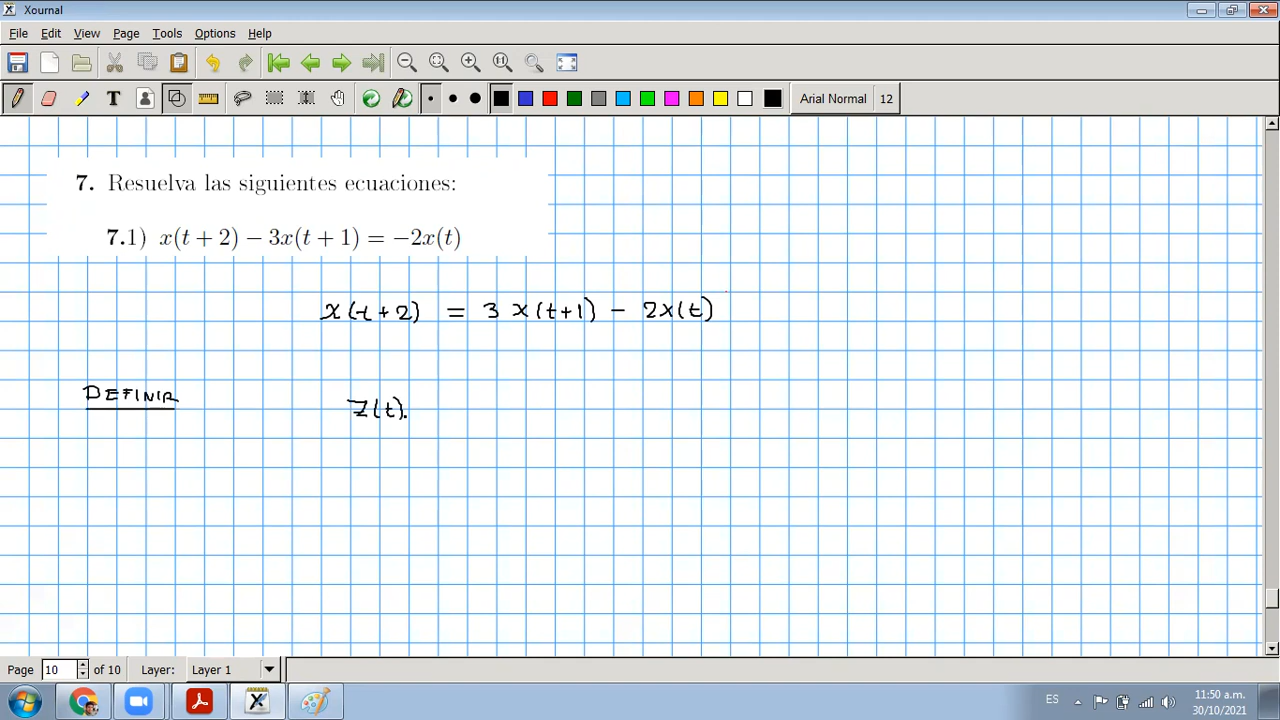 Xournal
File Edit View Page Tools Options Help
Arial Normal 12
7. Resuelva las siguientes ecuaciones:
7.1) x(t + 2) − 3x(t + 1) = −2x(t)
x(t+2) = 3 x(t+1) - 2x(t)
DEFINIR Z(t).
Page 10 of 10 Layer: Layer 1
ES 11:50 a.m.
30/10/2021